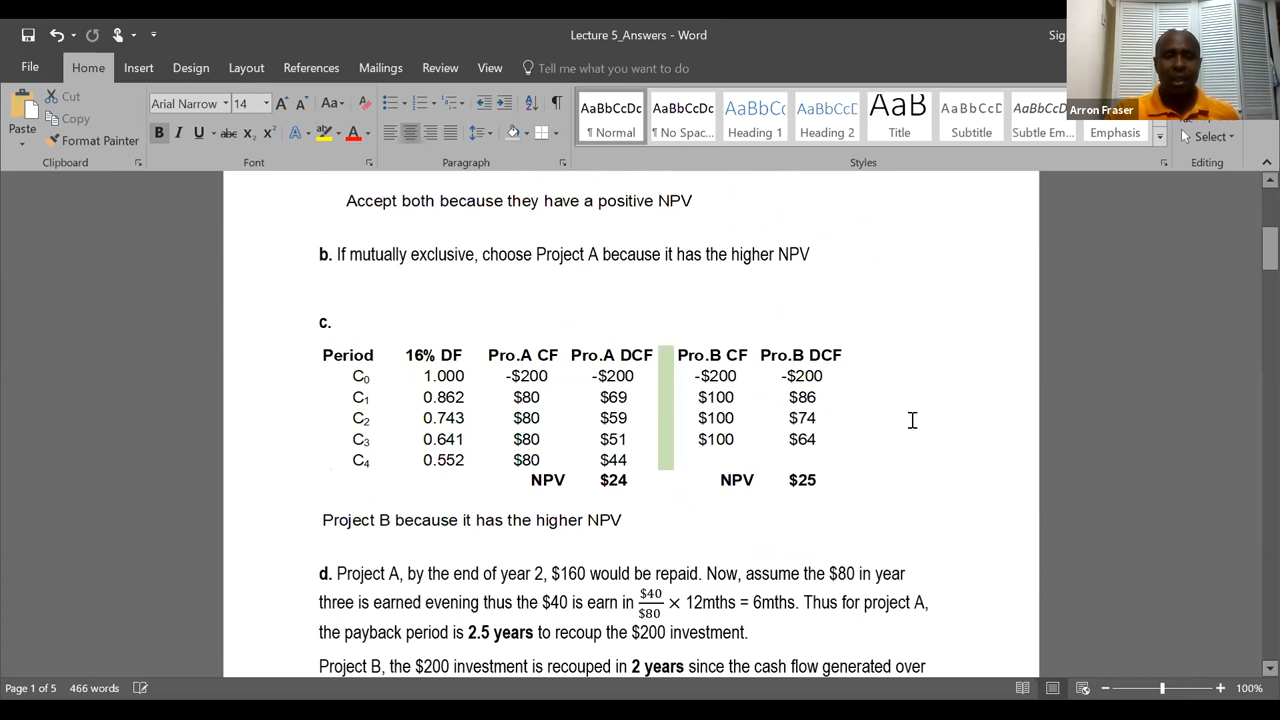 Lecture 5_Answers - Word
Arron Fraser
File Home Insert Design Layout References Mailings Review View Tell me what you want to do
Paste
Cut
Copy
Format Painter
Arial Narrow 14
Clipboard Font Paragraph Styles Editing
AaBbCcDc AaBbCcDc AaBbCc AaBbCcC AaB AaBbCcD AaBbCcD
¶ Normal ¶ No Spac... Heading 1 Heading 2 Title Subtitle Subtle Em... Emphasis
Select
Accept both because they have a positive NPV
b. If mutually exclusive, choose Project A because it has the higher NPV
c.
Period 16% DF Pro.A CF Pro.A DCF Pro.B CF Pro.B DCF
C₀ 1.000 -$200 -$200 -$200 -$200
C₁ 0.862 $80 $69 $100 $86
C₂ 0.743 $80 $59 $100 $74
C₃ 0.641 $80 $51 $100 $64
C₄ 0.552 $80 $44
NPV $24 NPV $25
Project B because it has the higher NPV
d. Project A, by the end of year 2, $160 would be repaid. Now, assume the $80 in year
three is earned evening thus the $40 is earn in $40/$80 × 12mths = 6mths. Thus for project A,
the payback period is 2.5 years to recoup the $200 investment.
Project B, the $200 investment is recouped in 2 years since the cash flow generated over
Page 1 of 5 466 words 100%